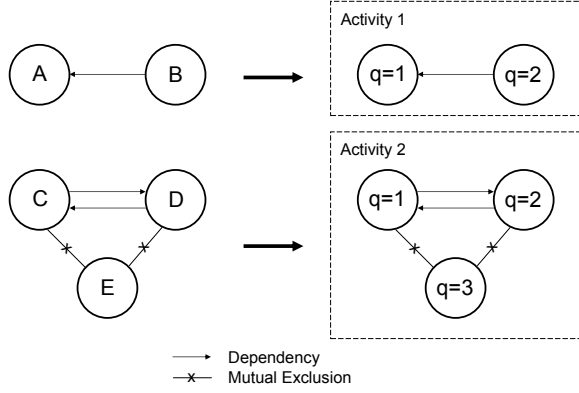 Activity 1
A
B
q=1
q=2
Activity 2
C
D
q=1
q=2
E
q=3
Dependency
x Mutual Exclusion